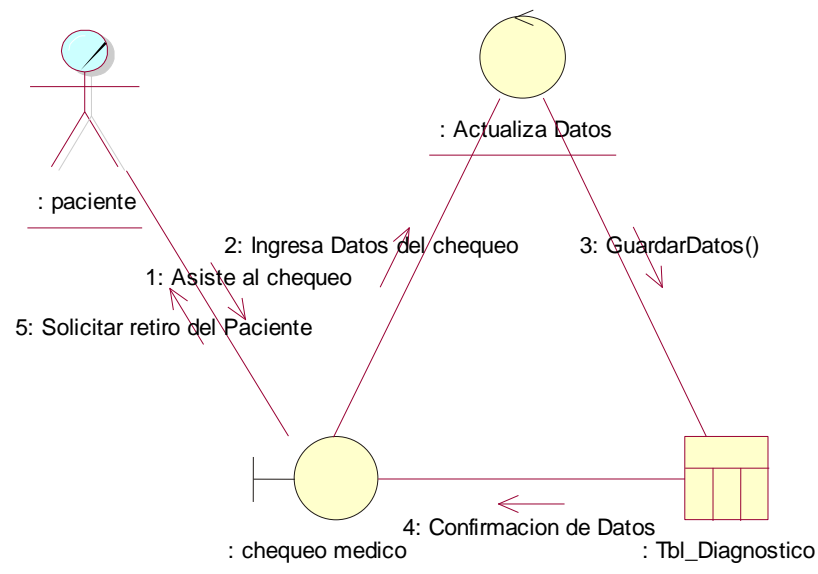 : Actualiza Datos
: paciente
2: Ingresa Datos del chequeo
3: GuardarDatos()
1: Asiste al chequeo
5: Solicitar retiro del Paciente
4: Confirmacion de Datos
: chequeo medico
: Tbl_Diagnostico